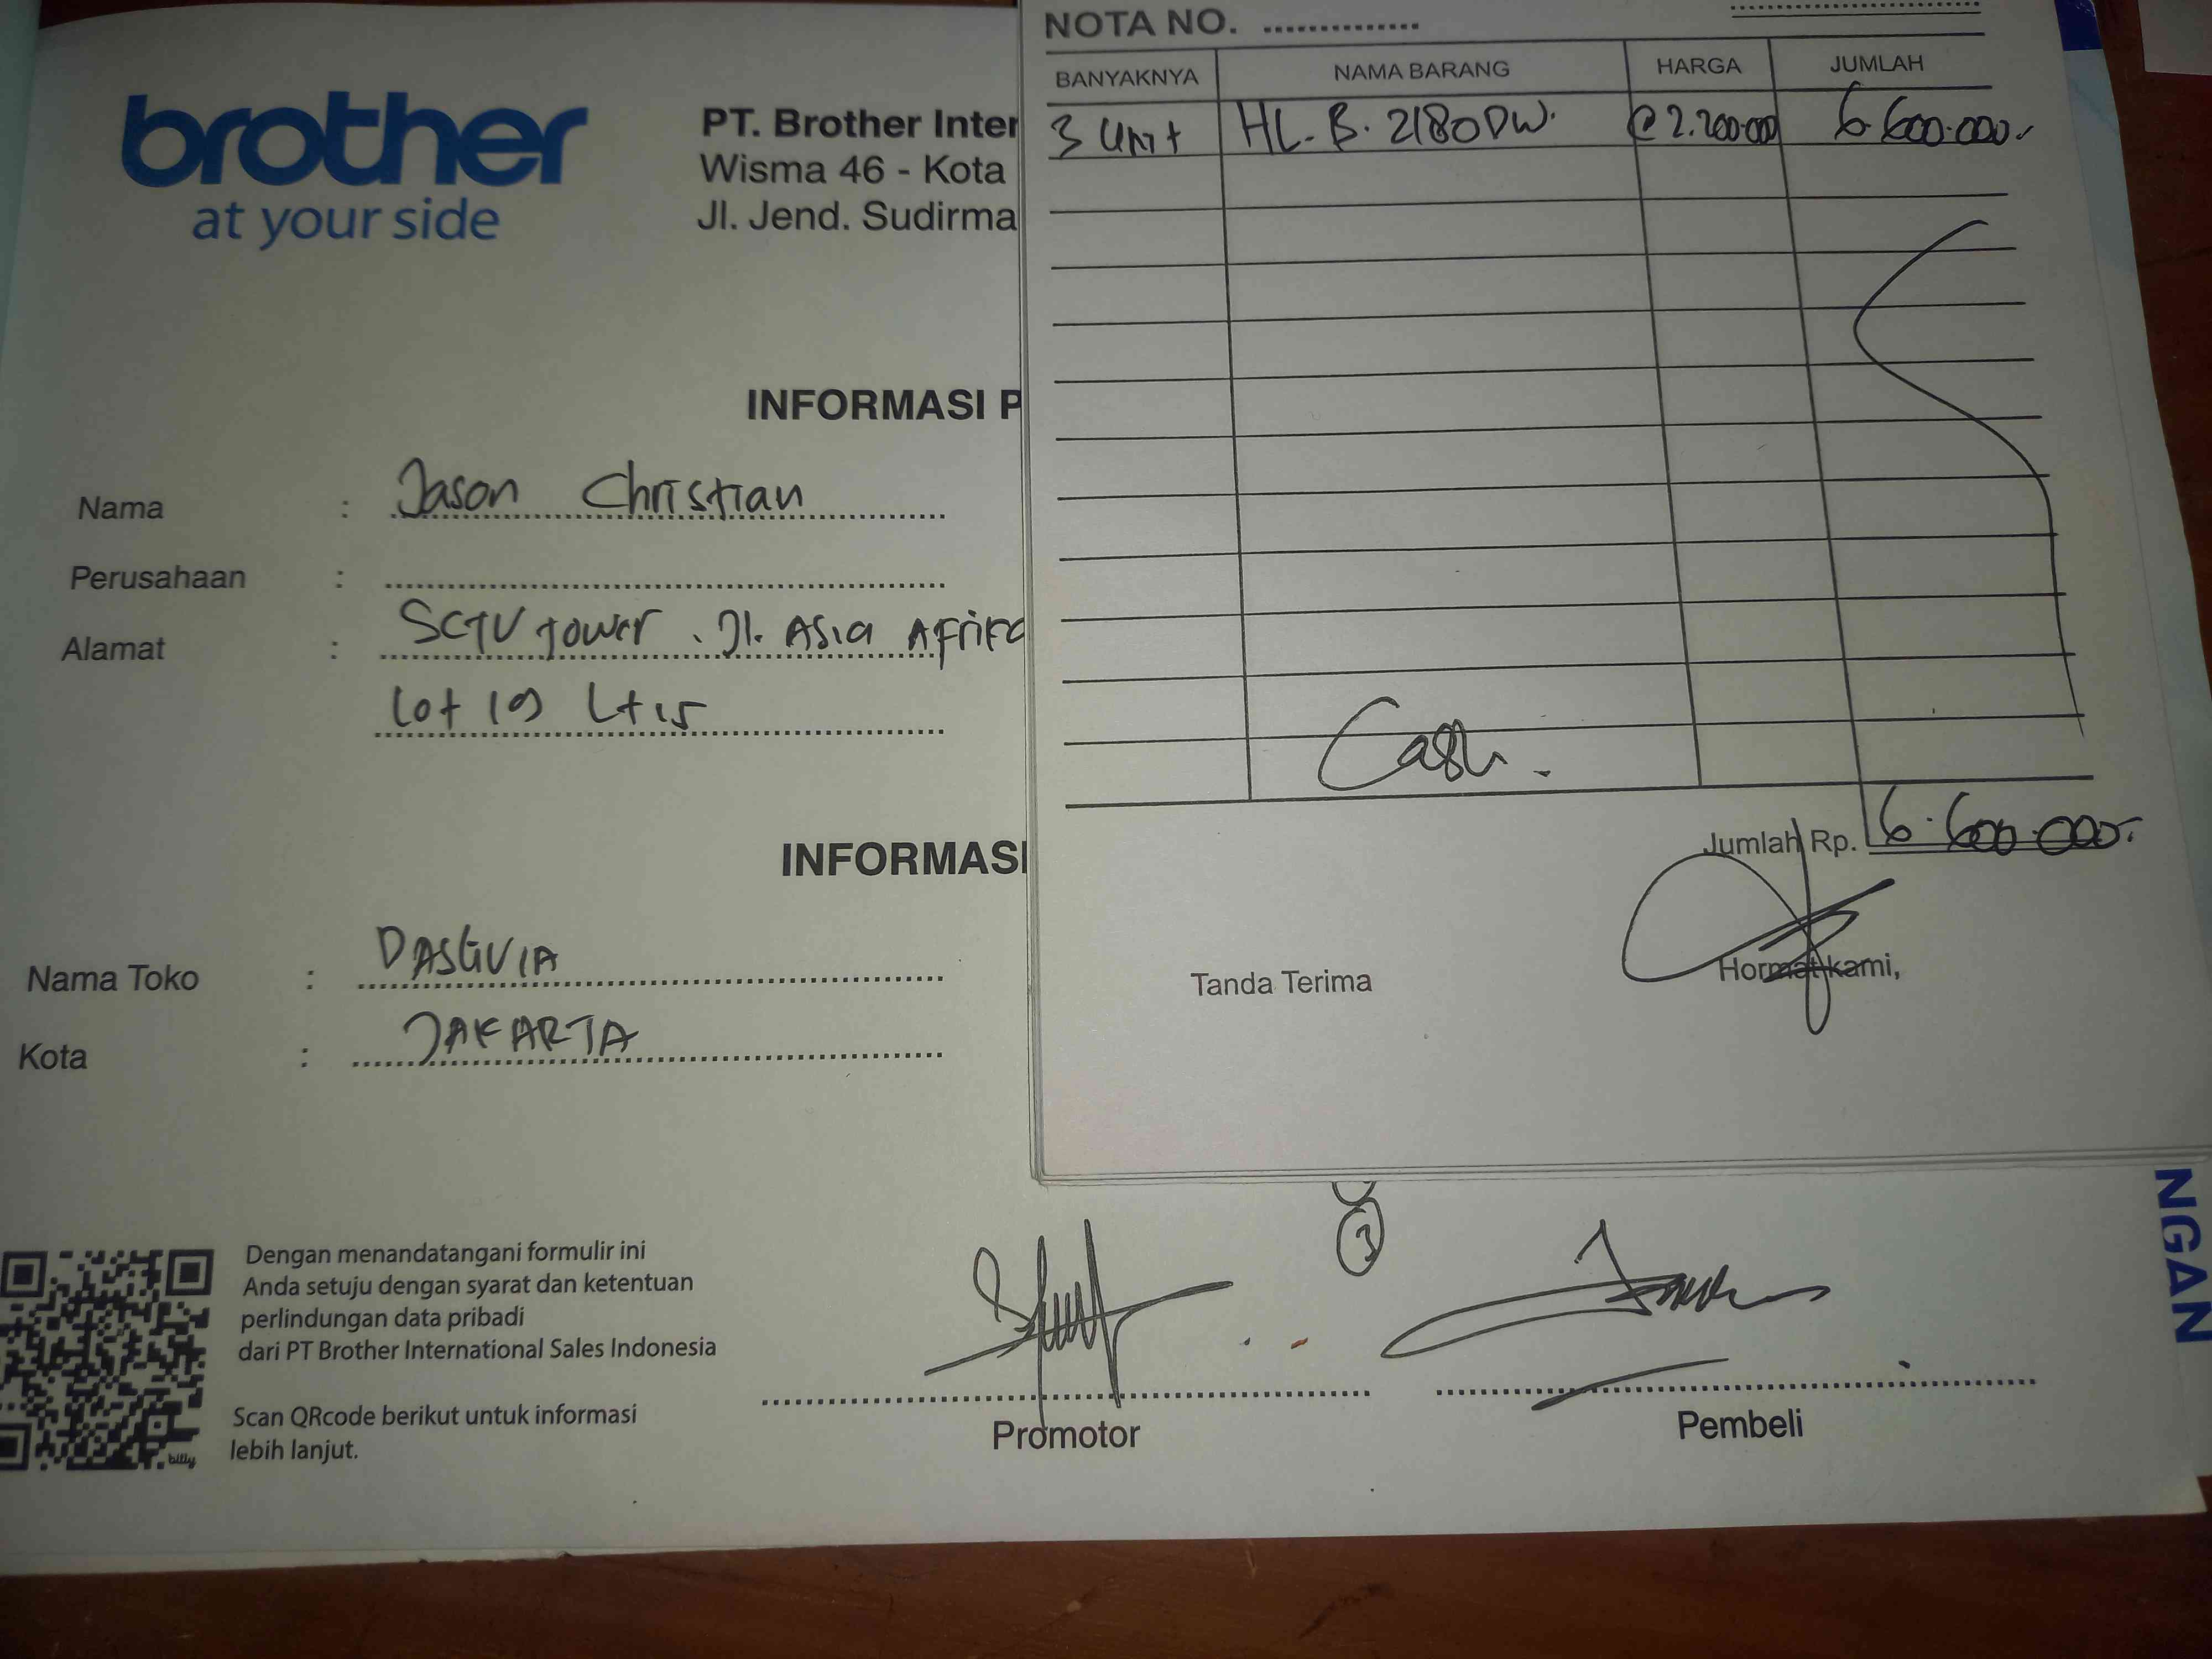 brother
at your side
PT. Brother Inter
Wisma 46 - Kota
Jl. Jend. Sudirma
INFORMASI P
Nama : Jason Christian
Perusahaan :
Alamat : SCTV Tower . Jl. Asia Afrika
Lot 19 Lt 15
INFORMASI
Nama Toko : DASGVIA
Kota : JAKARTA
Dengan menandatangani formulir ini
Anda setuju dengan syarat dan ketentuan
perlindungan data pribadi
dari PT Brother International Sales Indonesia
Scan QRcode berikut untuk informasi
lebih lanjut.
billy
NOTA NO.
BANYAKNYA NAMA BARANG HARGA JUMLAH
3 Unit HL. B. 2180DW. @ 2.200.000 6.600.000.-
Cash.
Jumlah Rp. 6.600.000.-
Tanda Terima Hormat kami,
3
Promotor Pembeli
NGAN